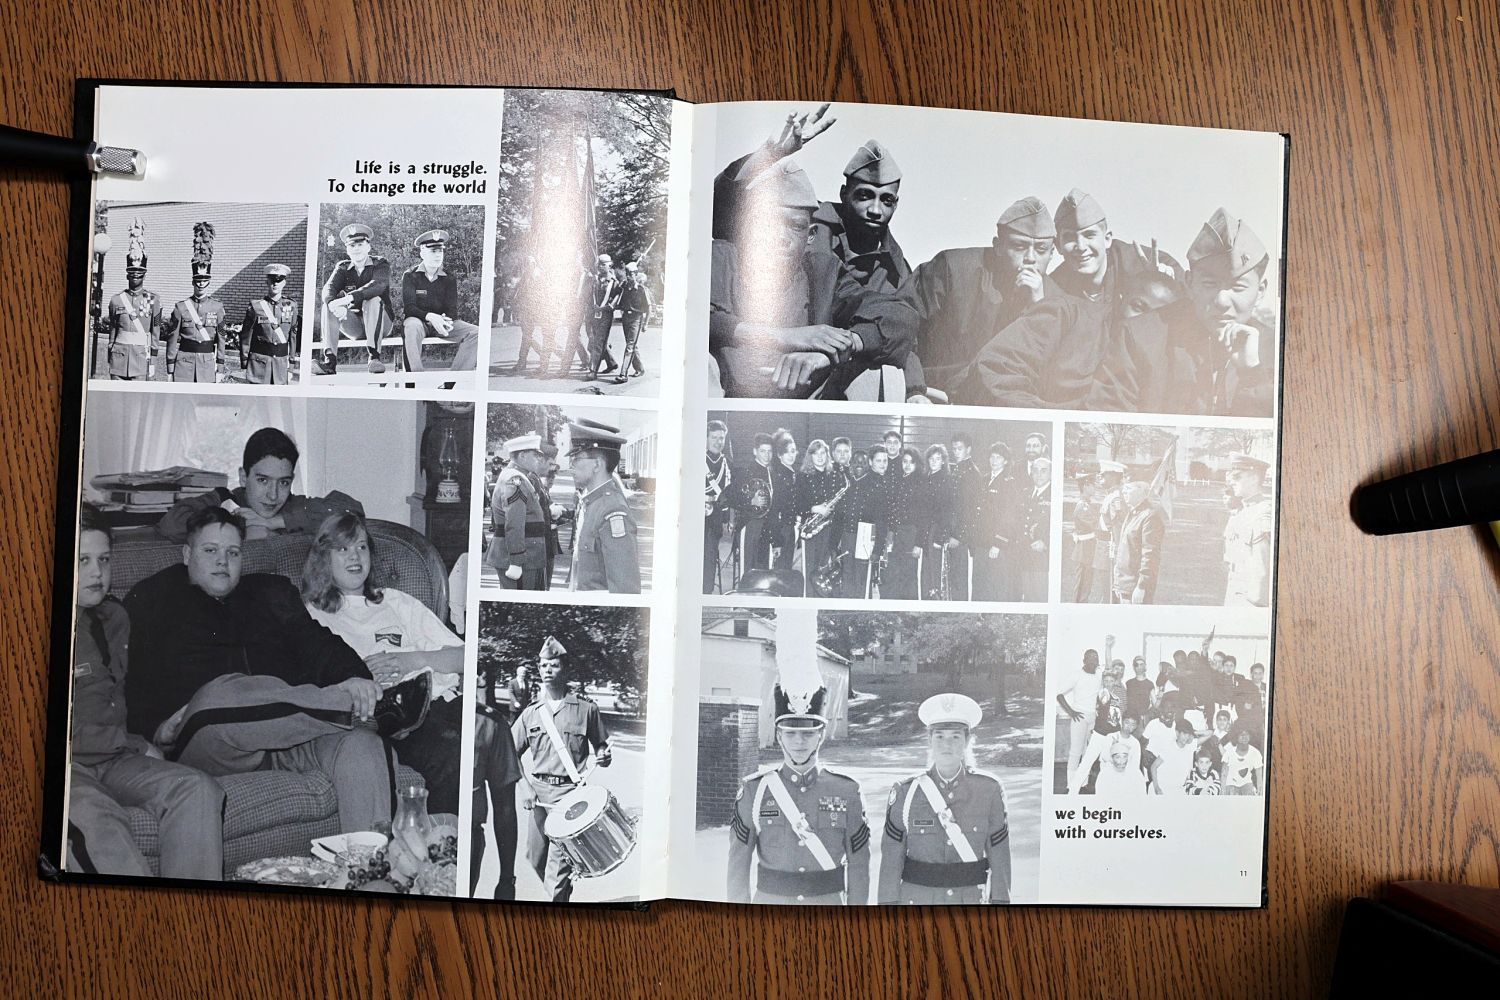 Life is a struggle.
To change the world
we begin
with ourselves.
11